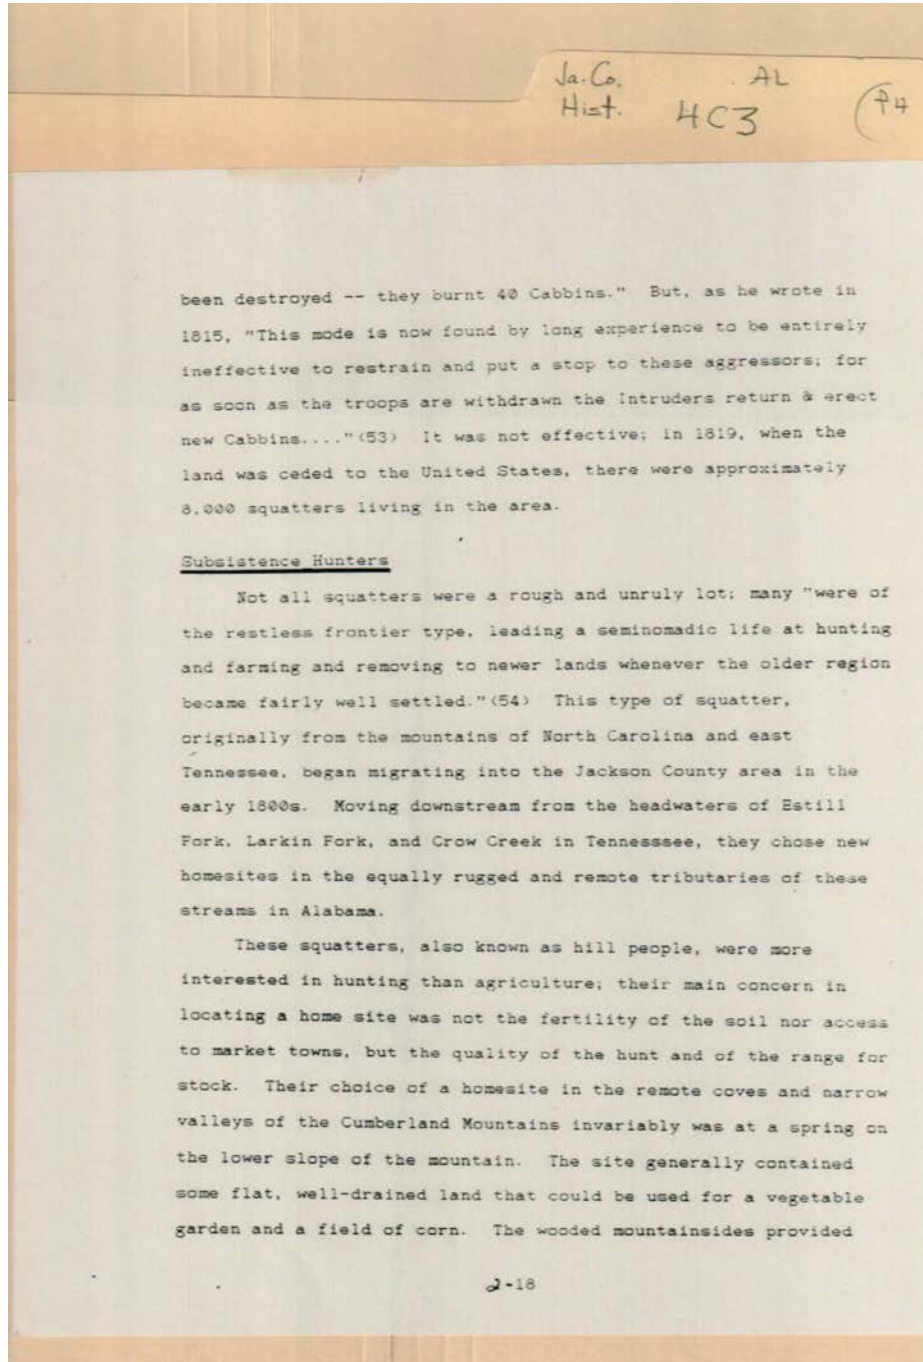 Ja. Co. AL
Hist. 4C3 P4
been destroyed -- they burnt 40 Cabbins." But, as he wrote in
1815, "This mode is now found by long experience to be entirely
ineffective to restrain and put a stop to these aggressors; for
as soon as the troops are withdrawn the Intruders return & erect
new Cabbins...."(53) It was not effective; in 1819, when the
land was ceded to the United States, there were approximately
8,000 squatters living in the area.
Subsistence Hunters
Not all squatters were a rough and unruly lot; many "were of
the restless frontier type, leading a seminomadic life at hunting
and farming and removing to newer lands whenever the older region
became fairly well settled."(54) This type of squatter,
originally from the mountains of North Carolina and east
Tennessee, began migrating into the Jackson County area in the
early 1800s. Moving downstream from the headwaters of Estill
Fork, Larkin Fork, and Crow Creek in Tennesssee, they chose new
homesites in the equally rugged and remote tributaries of these
streams in Alabama.
These squatters, also known as hill people, were more
interested in hunting than agriculture; their main concern in
locating a home site was not the fertility of the soil nor access
to market towns, but the quality of the hunt and of the range for
stock. Their choice of a homesite in the remote coves and narrow
valleys of the Cumberland Mountains invariably was at a spring on
the lower slope of the mountain. The site generally contained
some flat, well-drained land that could be used for a vegetable
garden and a field of corn. The wooded mountainsides provided
2-18